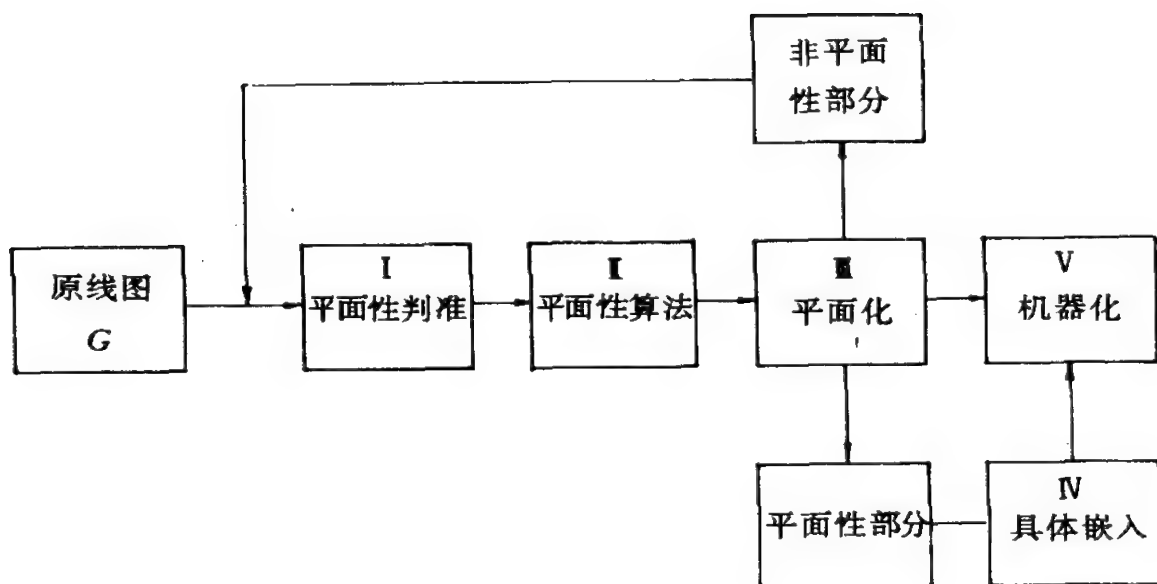 非平面
性部分
原线图
G
Ⅰ
平面性判准
Ⅱ
平面性算法
Ⅲ
平面化
Ⅴ
机器化
平面性部分
Ⅳ
具体嵌入